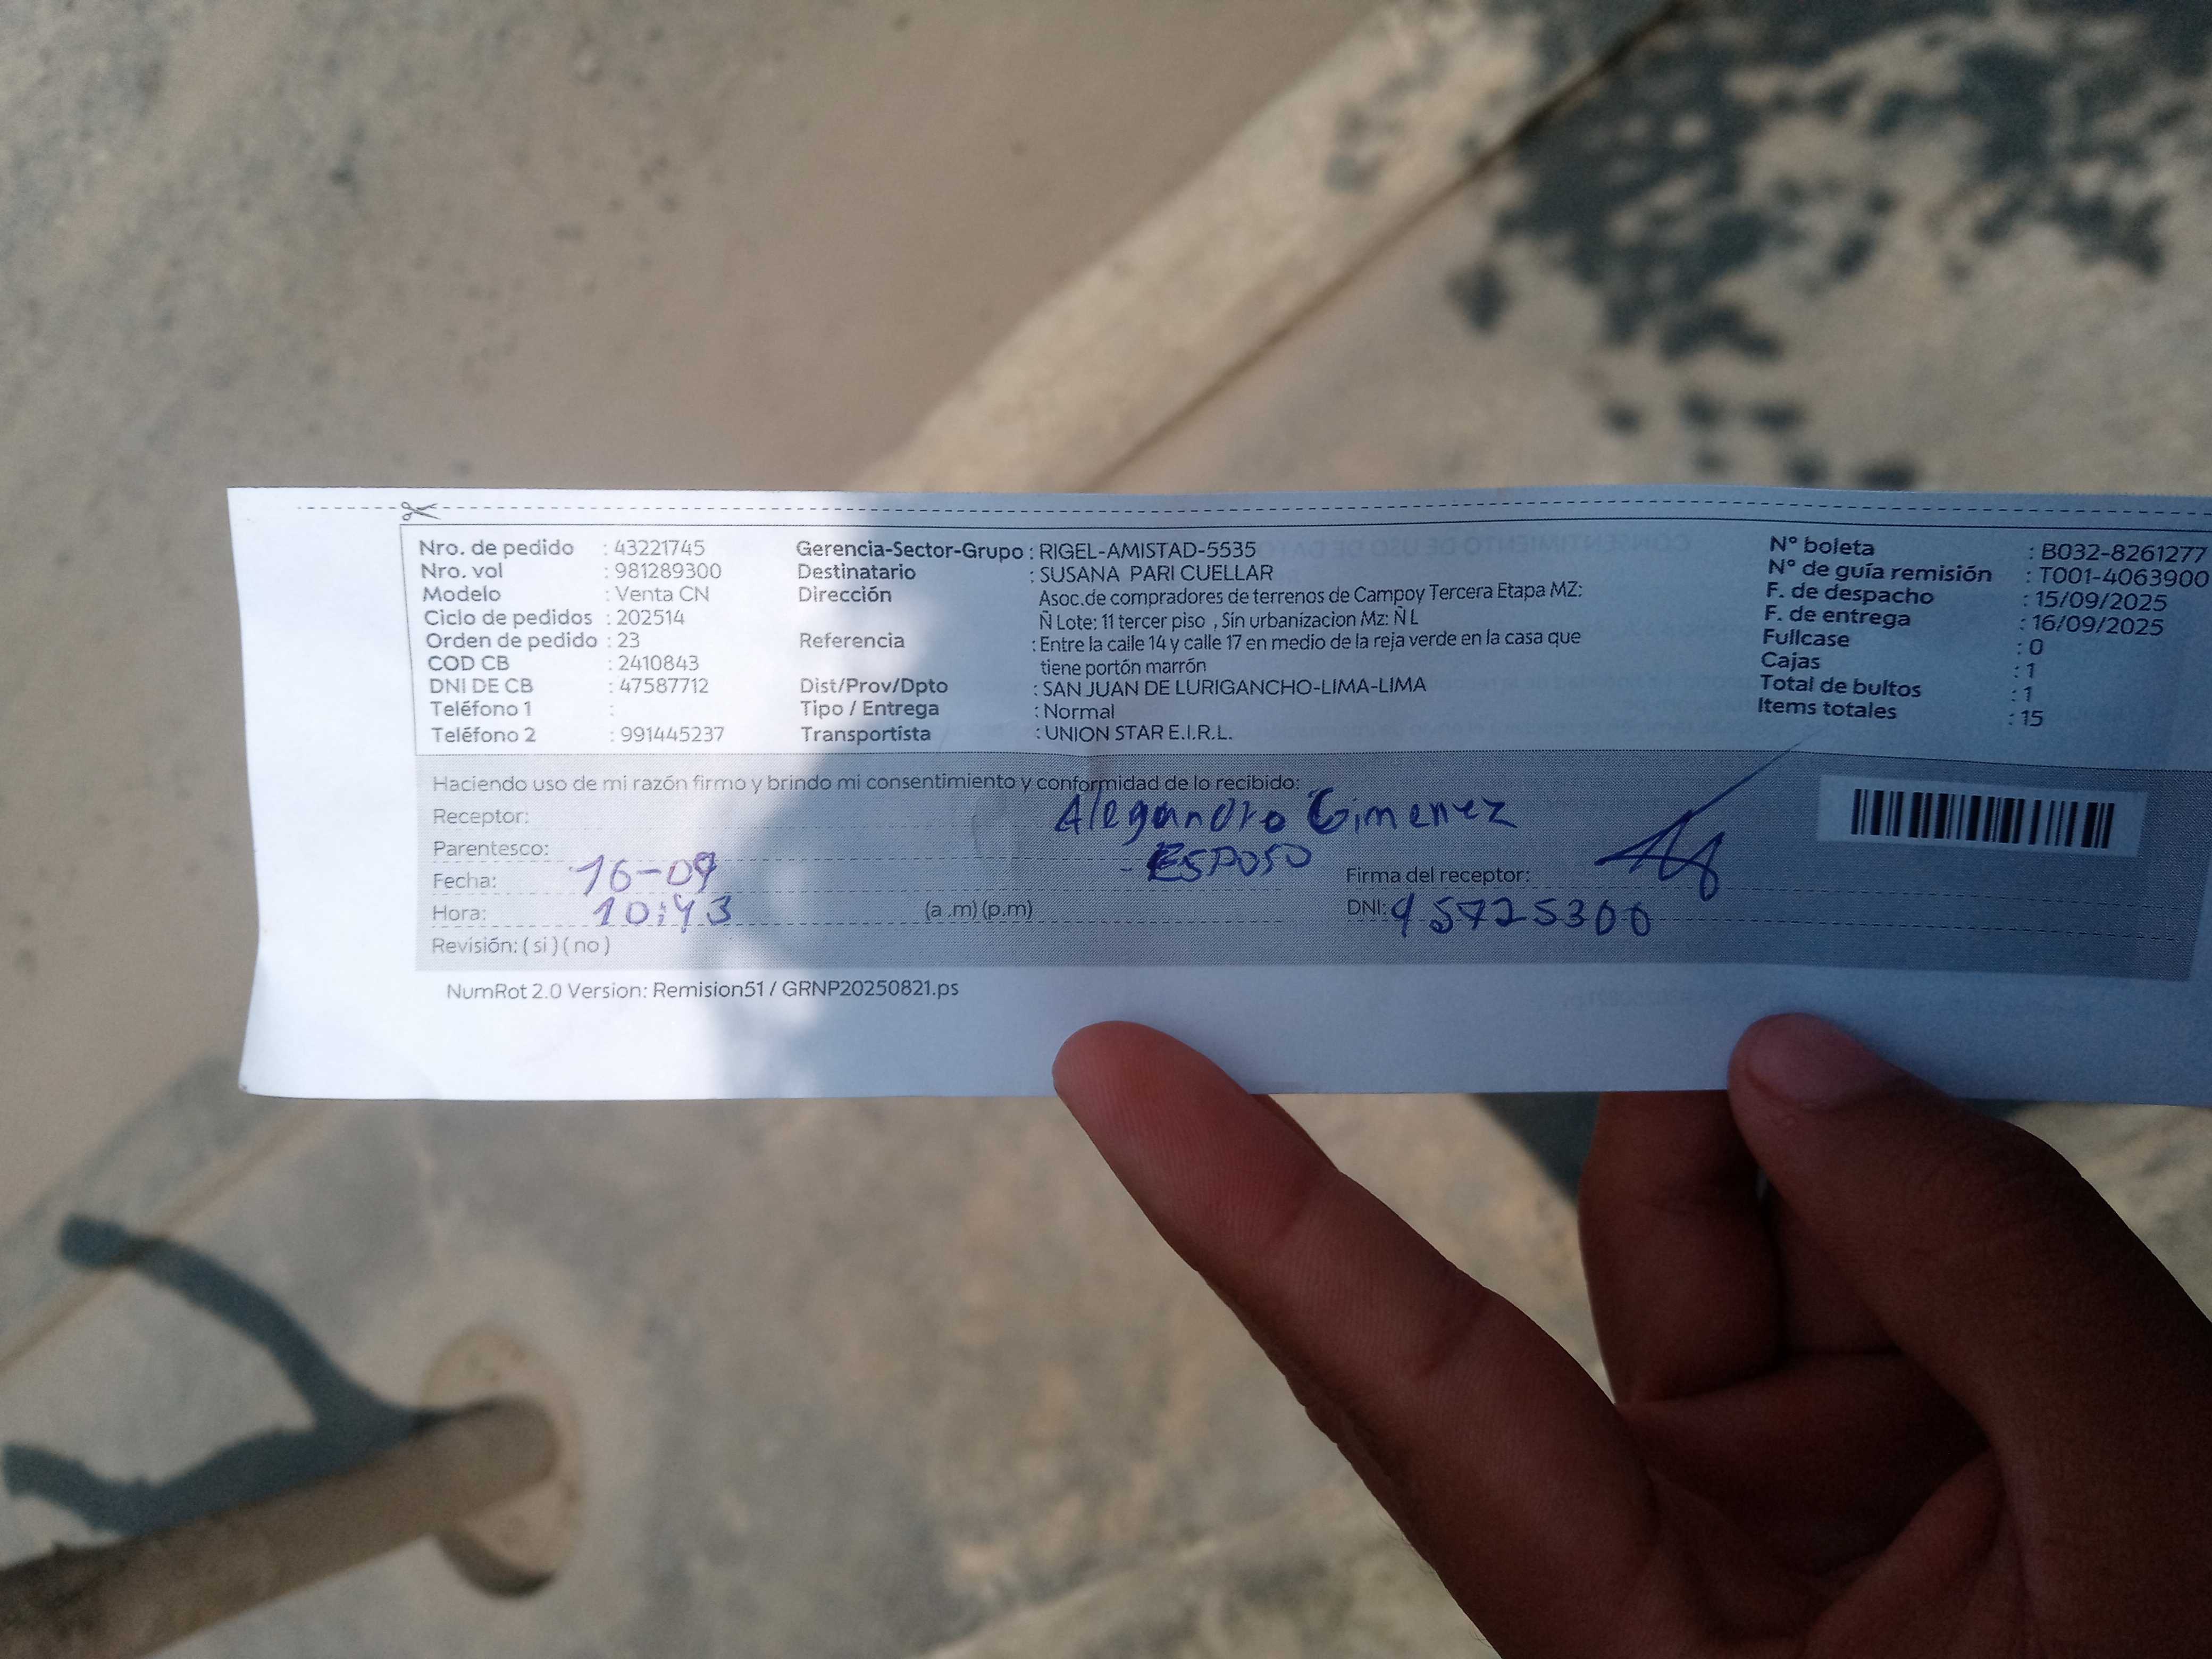 Nro. de pedido : 43221745
Nro. vol : 981289300
Modelo : Venta CN
Ciclo de pedidos : 202514
Orden de pedido : 23
COD CB : 2410843
DNI DE CB : 47587712
Teléfono 1 :
Teléfono 2 : 991445237
Gerencia-Sector-Grupo : RIGEL-AMISTAD-5535
Destinatario : SUSANA PARI CUELLAR
Dirección Asoc.de compradores de terrenos de Campoy Tercera Etapa MZ:
Ñ Lote: 11 tercer piso , Sin urbanizacion Mz: Ñ L
Referencia : Entre la calle 14 y calle 17 en medio de la reja verde en la casa que
tiene portón marrón
Dist/Prov/Dpto : SAN JUAN DE LURIGANCHO-LIMA-LIMA
Tipo / Entrega : Normal
Transportista : UNION STAR E.I.R.L.
N° boleta : B032-8261277
N° de guía remisión : T001-4063900
F. de despacho : 15/09/2025
F. de entrega : 16/09/2025
Fullcase : 0
Cajas : 1
Total de bultos : 1
Items totales : 15
Haciendo uso de mi razón firmo y brindo mi consentimiento y conformidad de lo recibido:
Receptor: Alegandro Gimenez
Parentesco: - ESPOSO
Fecha: 16-09 Firma del receptor:
Hora: 10:43 (a .m) (p.m) DNI: 45725300
Revisión: ( si ) ( no )
NumRot 2.0 Version: Remision51 / GRNP20250821.ps